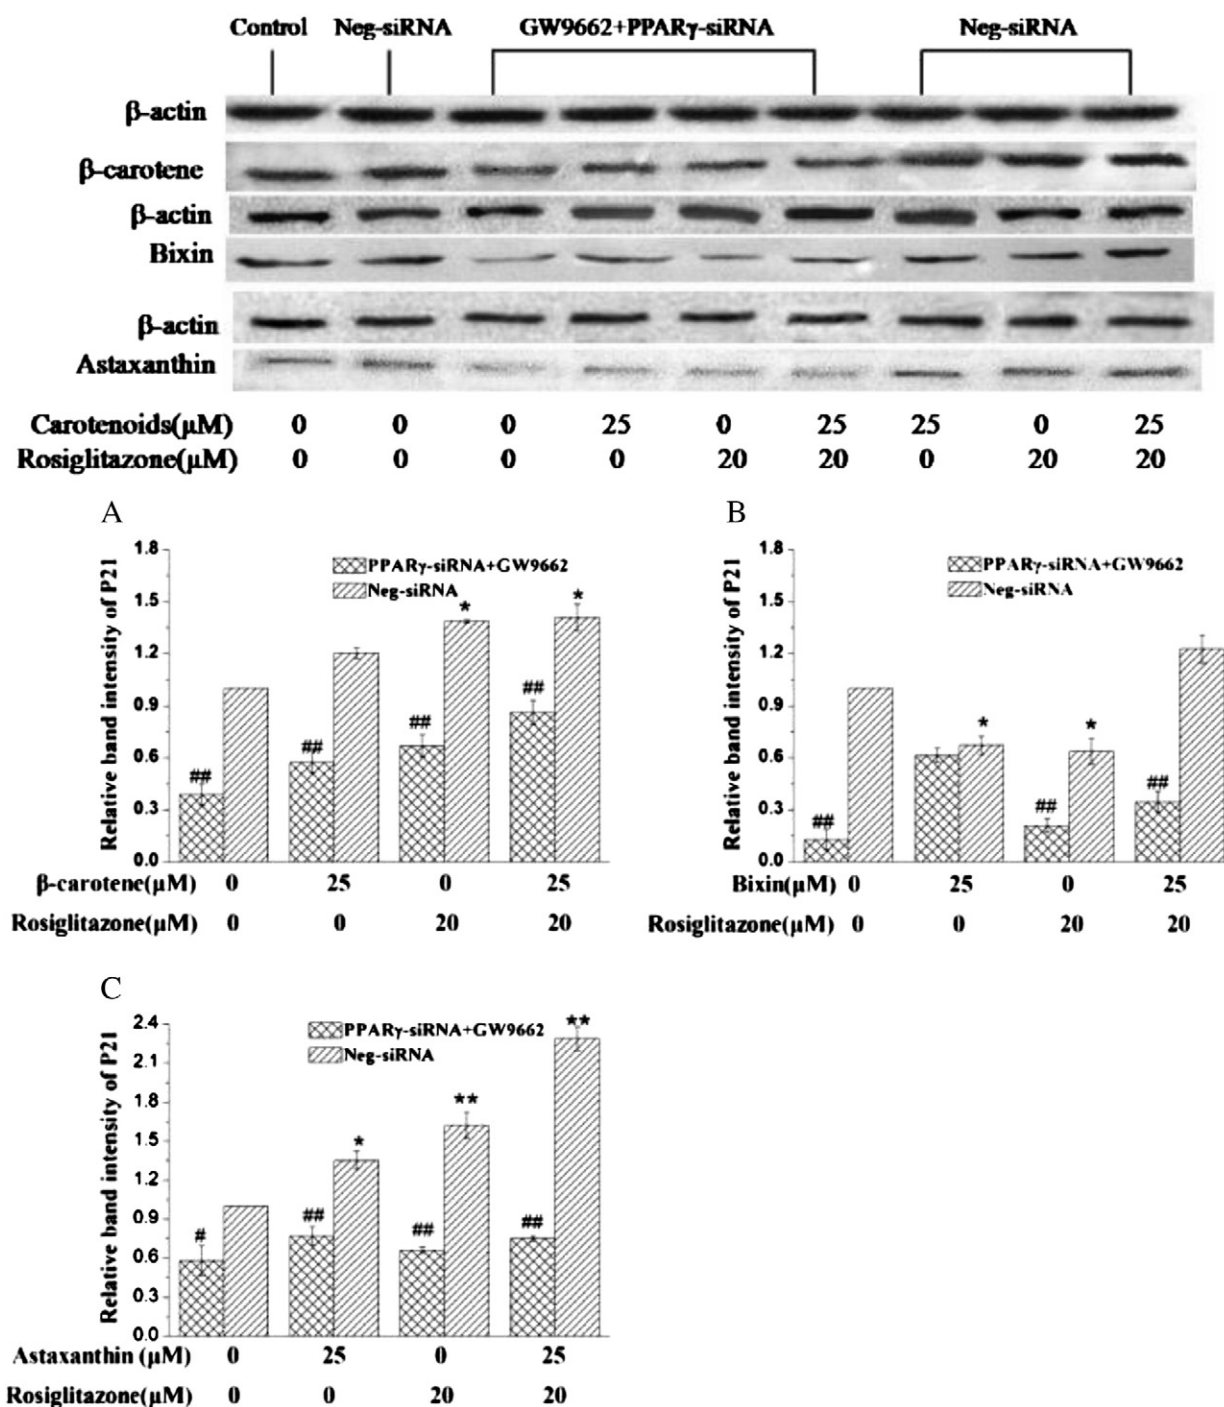 Control Neg-siRNA GW9662+PPARγ-siRNA Neg-siRNA
β-actin
β-carotene
β-actin
Bixin
β-actin
Astaxanthin
Carotenoids(μM) 0 0 0 25 0 25 25 0 25
Rosiglitazone(μM) 0 0 0 0 20 20 0 20 20
A
Relative band intensity of P21
1.8
1.5
1.2
0.9
0.6
0.3
0.0
PPARγ-siRNA+GW9662
Neg-siRNA
## ## ## * ## *
β-carotene(μM) 0 25 0 25
Rosiglitazone(μM) 0 0 20 20
B
Relative band intensity of P21
1.8
1.5
1.2
0.9
0.6
0.3
0.0
PPARγ-siRNA+GW9662
Neg-siRNA
## * ## * ##
Bixin(μM) 0 25 0 25
Rosiglitazone(μM) 0 0 20 20
C
Relative band intensity of P21
2.4
2.1
1.8
1.5
1.2
0.9
0.6
0.3
0.0
PPARγ-siRNA+GW9662
Neg-siRNA
# ## * ## ** ## **
Astaxanthin (μM) 0 25 0 25
Rosiglitazone(μM) 0 0 20 20